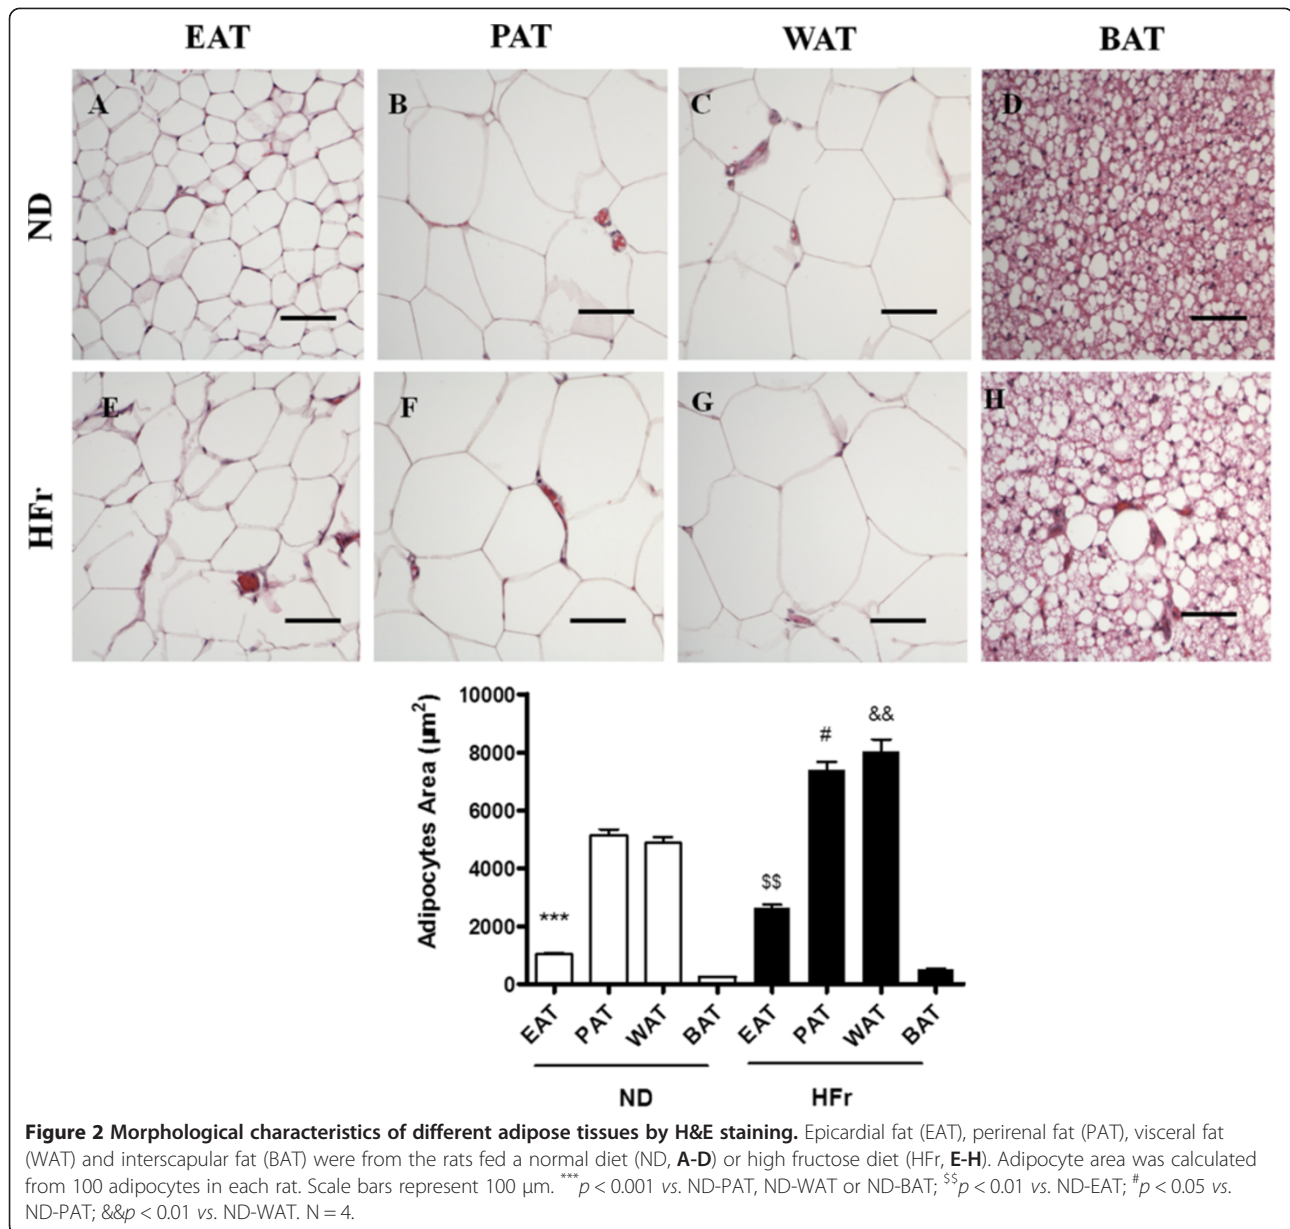 EAT PAT WAT BAT
ND
A B C D
HFr
E F G H
Adipocytes Area (µm²)
10000
8000
6000
4000
2000
0
***
$$
#
&&
EAT PAT WAT BAT EAT PAT WAT BAT
ND HFr
Figure 2 Morphological characteristics of different adipose tissues by H&E staining. Epicardial fat (EAT), perirenal fat (PAT), visceral fat
(WAT) and interscapular fat (BAT) were from the rats fed a normal diet (ND, A-D) or high fructose diet (HFr, E-H). Adipocyte area was calculated
from 100 adipocytes in each rat. Scale bars represent 100 μm. ***p < 0.001 vs. ND-PAT, ND-WAT or ND-BAT; $$p < 0.01 vs. ND-EAT; #p < 0.05 vs.
ND-PAT; &&p < 0.01 vs. ND-WAT. N = 4.